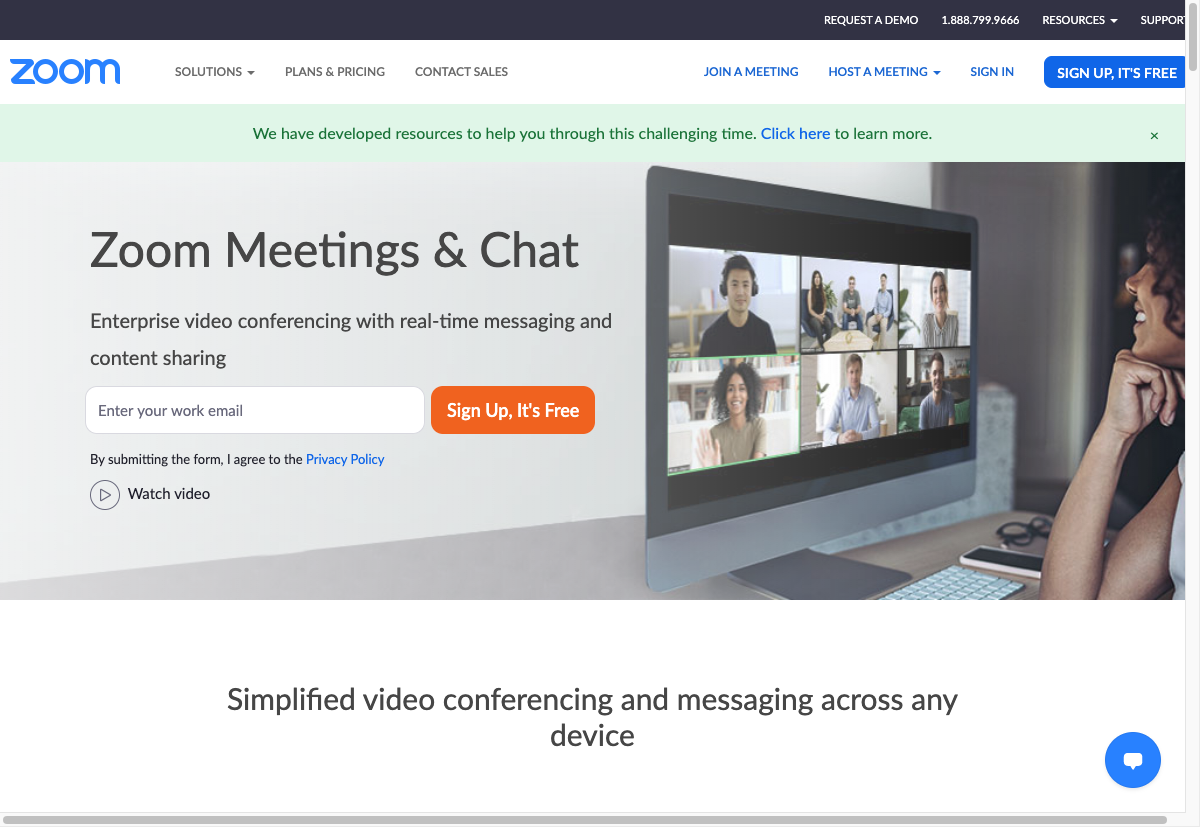 REQUEST A DEMO 1.888.799.9666 RESOURCES SUPPORT
zoom SOLUTIONS PLANS & PRICING CONTACT SALES JOIN A MEETING HOST A MEETING SIGN IN SIGN UP, IT'S FREE
We have developed resources to help you through this challenging time. Click here to learn more. ×
Zoom Meetings & Chat
Enterprise video conferencing with real-time messaging and
content sharing
Enter your work email Sign Up, It's Free
By submitting the form, I agree to the Privacy Policy
Watch video
Simplified video conferencing and messaging across any
device